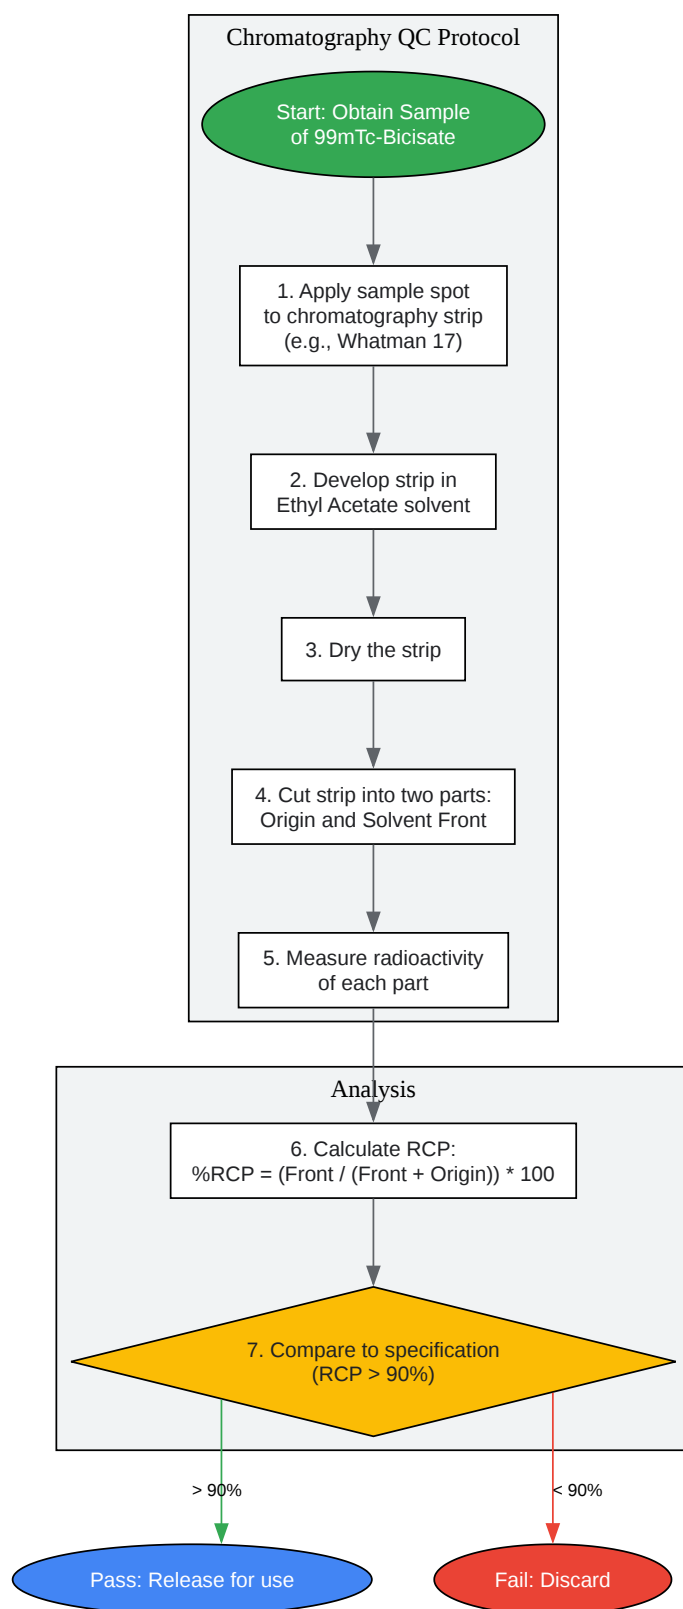 Chromatography QC Protocol
Start: Obtain Sample
of 99mTc-Bicisate
1. Apply sample spot
to chromatography strip
(e.g., Whatman 17)
2. Develop strip in
Ethyl Acetate solvent
3. Dry the strip
4. Cut strip into two parts:
Origin and Solvent Front
5. Measure radioactivity
of each part
Analysis
6. Calculate RCP:
%RCP = (Front / (Front + Origin)) * 100
7. Compare to specification
(RCP > 90%)
> 90%
< 90%
Pass: Release for use
Fail: Discard